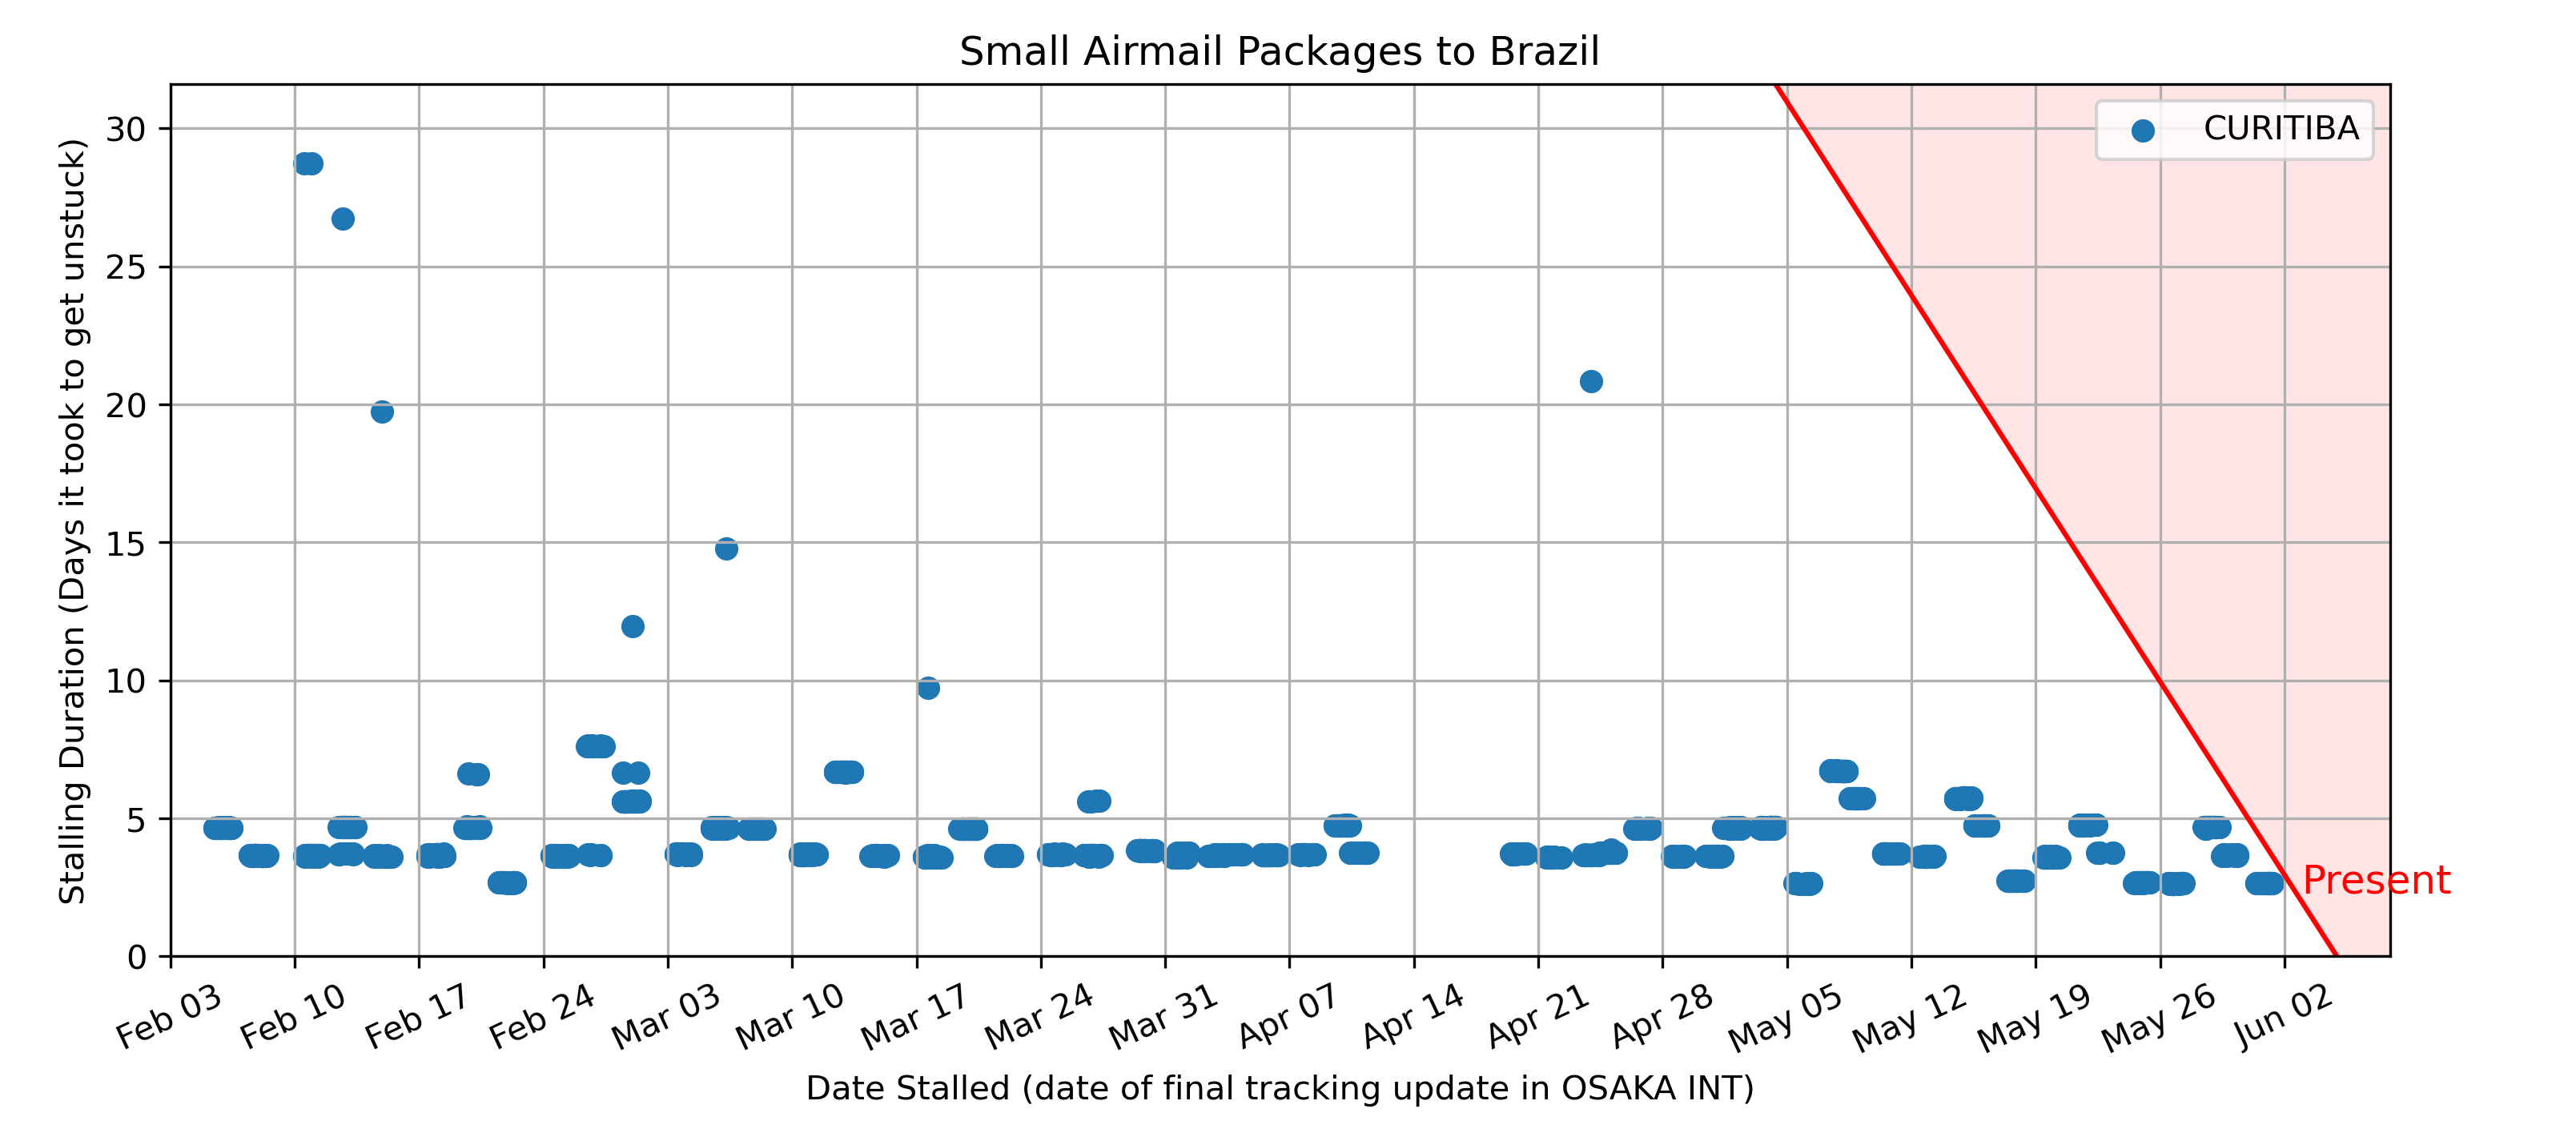 Small Airmail Packages to Brazil
Stalling Duration (Days it took to get unstuck)
30
25
20
15
10
5
0
CURITIBA
Present
Feb 03
Feb 10
Feb 17
Feb 24
Mar 03
Mar 10
Mar 17
Mar 24
Mar 31
Apr 07
Apr 14
Apr 21
Apr 28
May 05
May 12
May 19
May 26
Jun 02
Date Stalled (date of final tracking update in OSAKA INT)